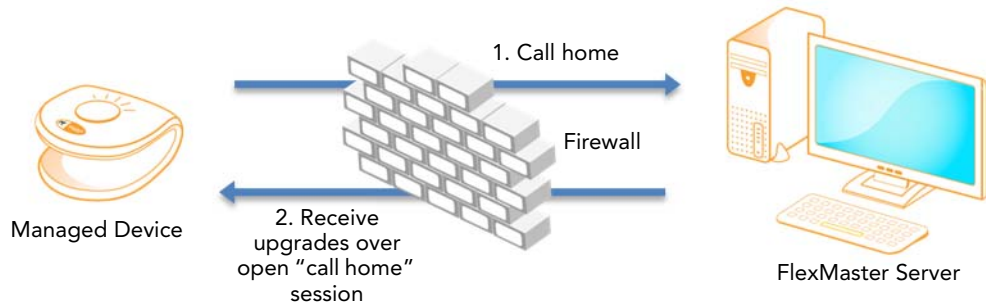 1. Call home
Firewall
Managed Device
2. Receive
upgrades over
open “call home”
session
FlexMaster Server